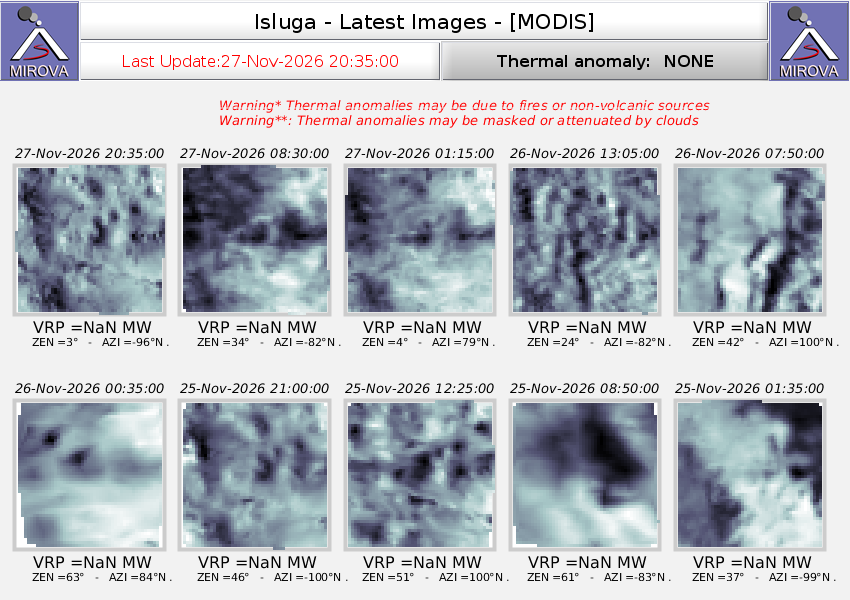 Isluga - Latest Images - [MODIS]
MIROVA
MIROVA
Last Update:27-Nov-2026 20:35:00
Thermal anomaly: NONE
Warning* Thermal anomalies may be due to fires or non-volcanic sources
Warning**: Thermal anomalies may be masked or attenuated by clouds
27-Nov-2026 20:35:00
27-Nov-2026 08:30:00
27-Nov-2026 01:15:00
26-Nov-2026 13:05:00
26-Nov-2026 07:50:00
VRP =NaN MW
VRP =NaN MW
VRP =NaN MW
VRP =NaN MW
VRP =NaN MW
ZEN =3° - AZI =-96°N .
ZEN =34° - AZI =-82°N .
ZEN =4° - AZI =79°N .
ZEN =24° - AZI =-82°N .
ZEN =42° - AZI =100°N .
26-Nov-2026 00:35:00
25-Nov-2026 21:00:00
25-Nov-2026 12:25:00
25-Nov-2026 08:50:00
25-Nov-2026 01:35:00
VRP =NaN MW
VRP =NaN MW
VRP =NaN MW
VRP =NaN MW
VRP =NaN MW
ZEN =63° - AZI =84°N .
ZEN =46° - AZI =-100°N .
ZEN =51° - AZI =100°N .
ZEN =61° - AZI =-83°N .
ZEN =37° - AZI =-99°N .